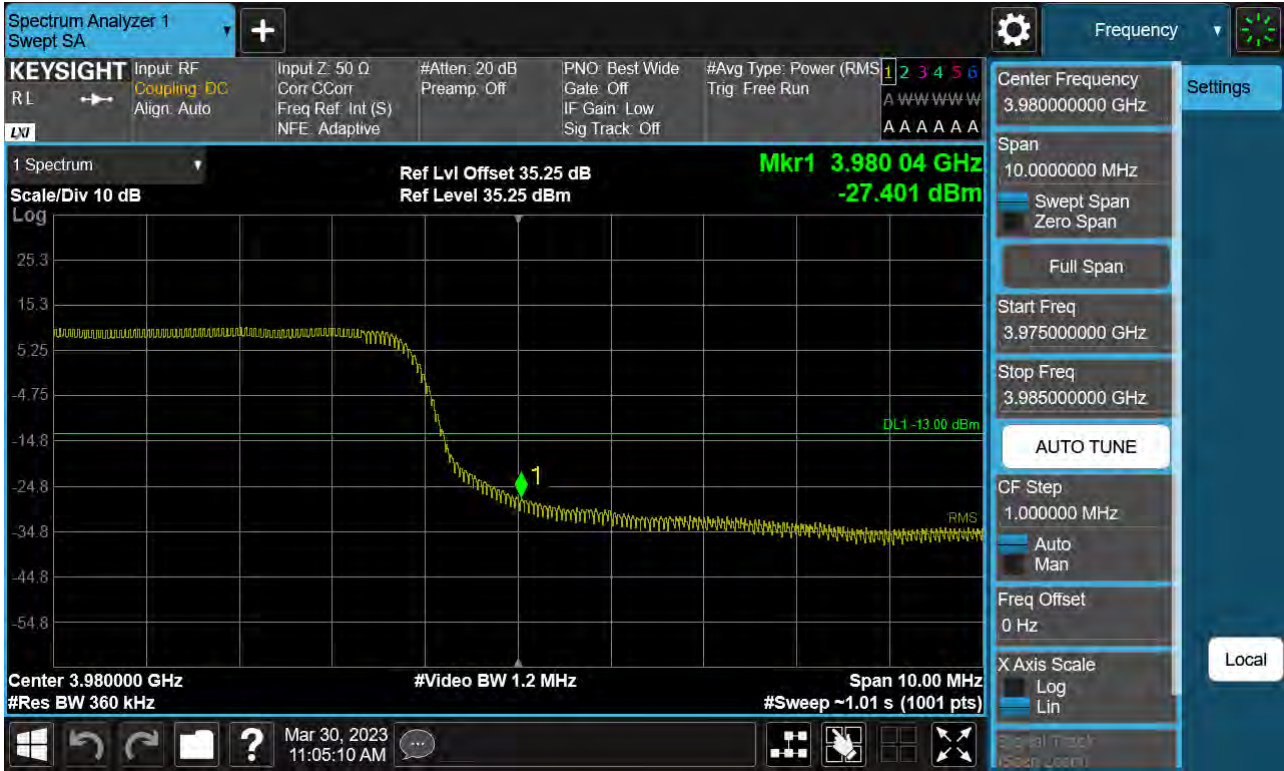 Spectrum Analyzer 1
Swept SA
Frequency
KEYSIGHT
R L
LXI
Input: RF
Coupling: DC
Align: Auto
Input Z: 50 Ω
Corr CCorr
Freq Ref: Int (S)
NFE: Adaptive
#Atten: 20 dB
Preamp: Off
PNO: Best Wide
Gate: Off
IF Gain: Low
Sig Track: Off
#Avg Type: Power (RMS
Trig: Free Run
1 2 3 4 5 6
A W W W W W
A A A A A A
1 Spectrum
Scale/Div 10 dB
Ref Lvl Offset 35.25 dB
Ref Level 35.25 dBm
Mkr1 3.980 04 GHz
-27.401 dBm
Log
25.3
15.3
5.25
-4.75
-14.8
-24.8
-34.8
-44.8
-54.8
DL1 -13.00 dBm
1
RMS
Center 3.980000 GHz
#Res BW 360 kHz
#Video BW 1.2 MHz
Span 10.00 MHz
#Sweep ~1.01 s (1001 pts)
Mar 30, 2023
11:05:10 AM
Settings
Center Frequency
3.980000000 GHz
Span
10.0000000 MHz
Swept Span
Zero Span
Full Span
Start Freq
3.975000000 GHz
Stop Freq
3.985000000 GHz
AUTO TUNE
CF Step
1.000000 MHz
Auto
Man
Freq Offset
0 Hz
X Axis Scale
Log
Lin
Signal Track
(Span Zoom)
Local